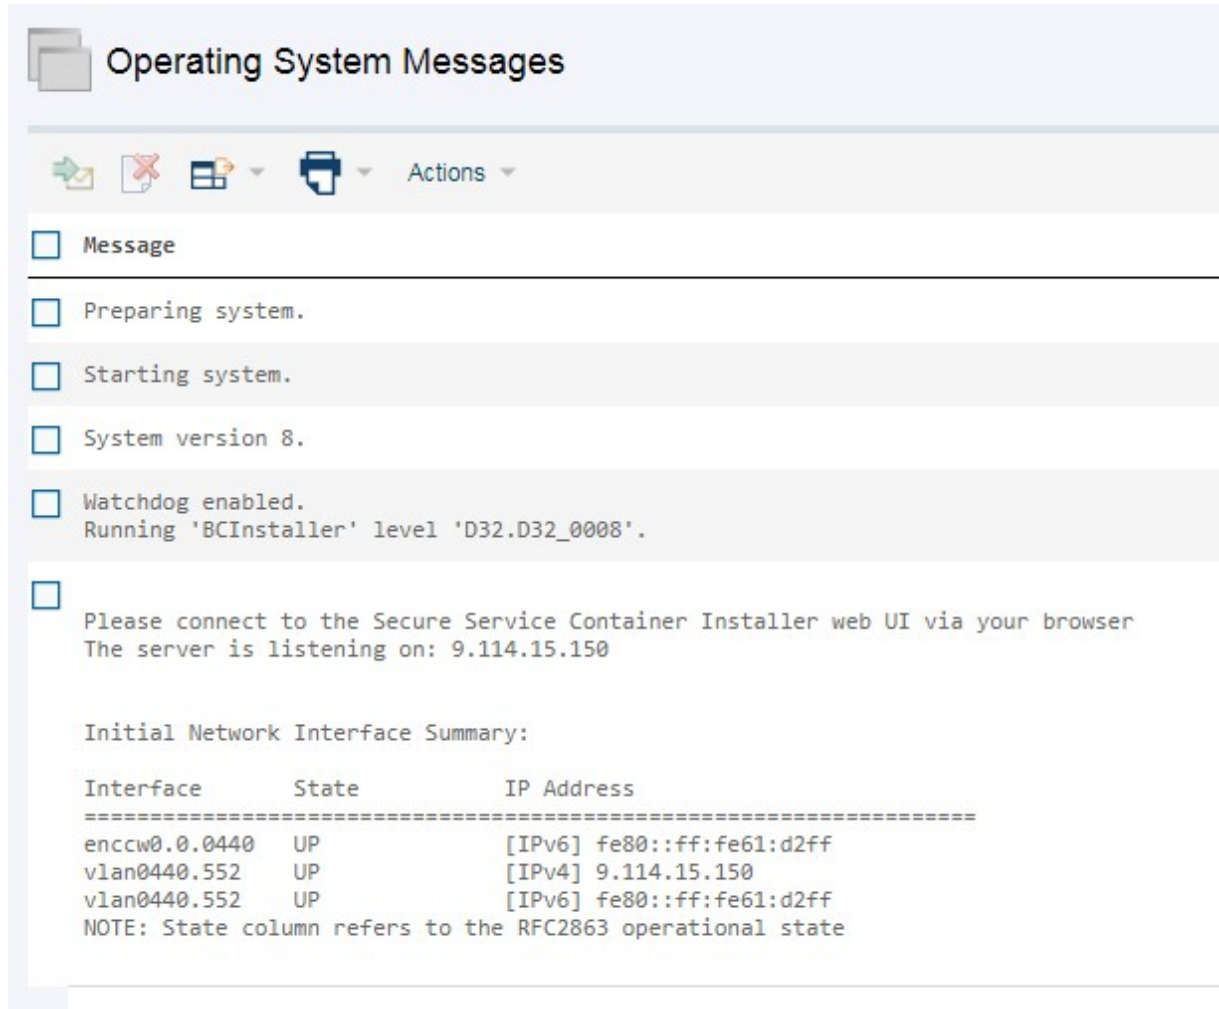 Operating System Messages
Actions
Message
Preparing system.
Starting system.
System version 8.
Watchdog enabled.
Running 'BCInstaller' level 'D32.D32_0008'.
Please connect to the Secure Service Container Installer web UI via your browser
The server is listening on: 9.114.15.150
Initial Network Interface Summary:
Interface State IP Address
====================================================================
enccw0.0.0440 UP [IPv6] fe80::ff:fe61:d2ff
vlan0440.552 UP [IPv4] 9.114.15.150
vlan0440.552 UP [IPv6] fe80::ff:fe61:d2ff
NOTE: State column refers to the RFC2863 operational state